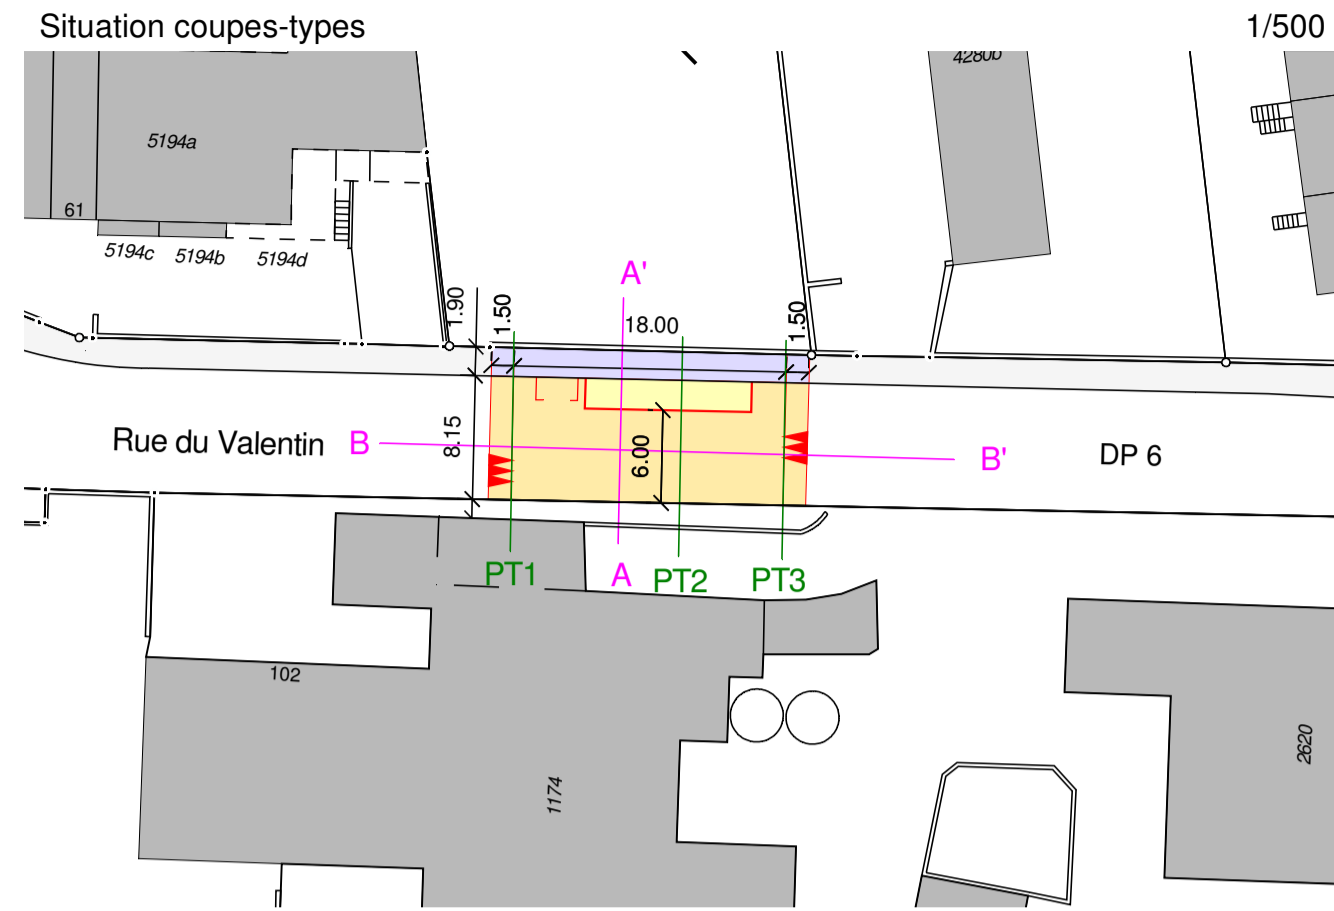 Situation coupes-types
1/500
4280b
5194a
61
5194c
5194b
5194d
A'
1.90
1.50
18.00
1.50
Rue du Valentin
B
8.15
6.00
B'
DP 6
PT1
A
PT2
PT3
102
1174
2620